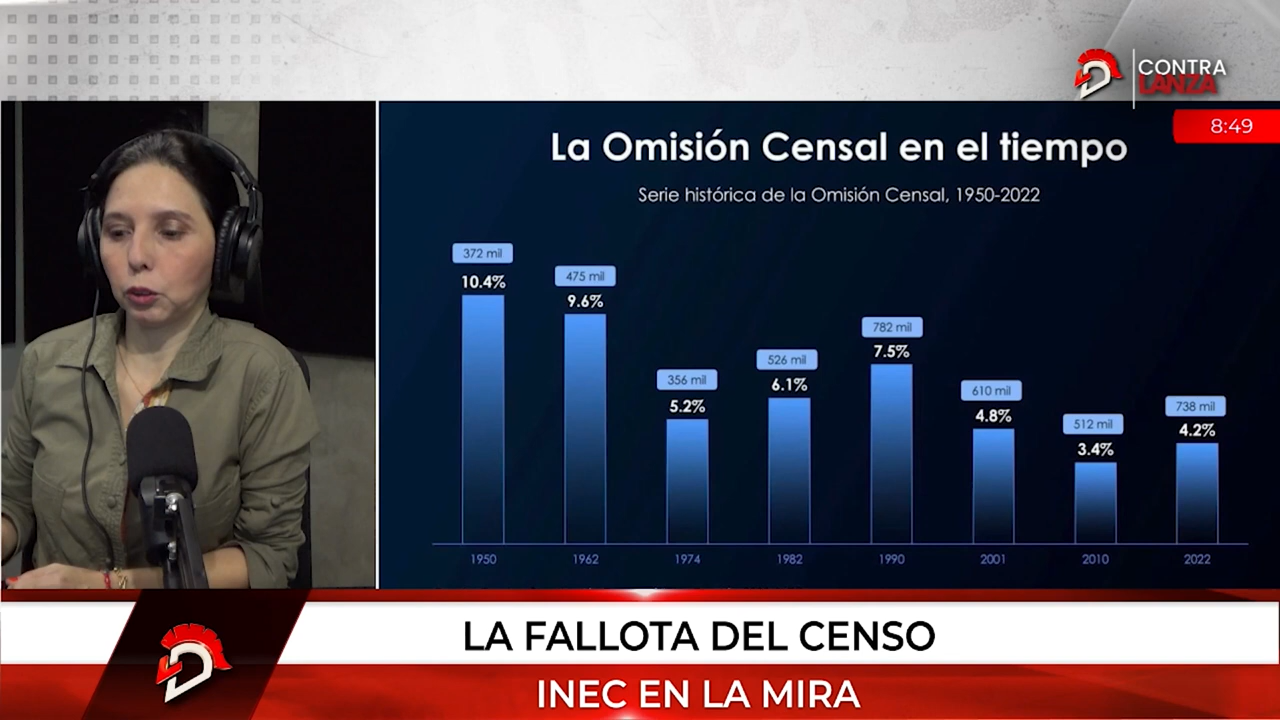 CONTRA
LANZA
8:49
La Omisión Censal en el tiempo
Serie histórica de la Omisión Censal, 1950-2022
372 mil
10.4%
475 mil
9.6%
356 mil
5.2%
526 mil
6.1%
782 mil
7.5%
610 mil
4.8%
512 mil
3.4%
738 mil
4.2%
1950 1962 1974 1982 1990 2001 2010 2022
LA FALLOTA DEL CENSO
INEC EN LA MIRA